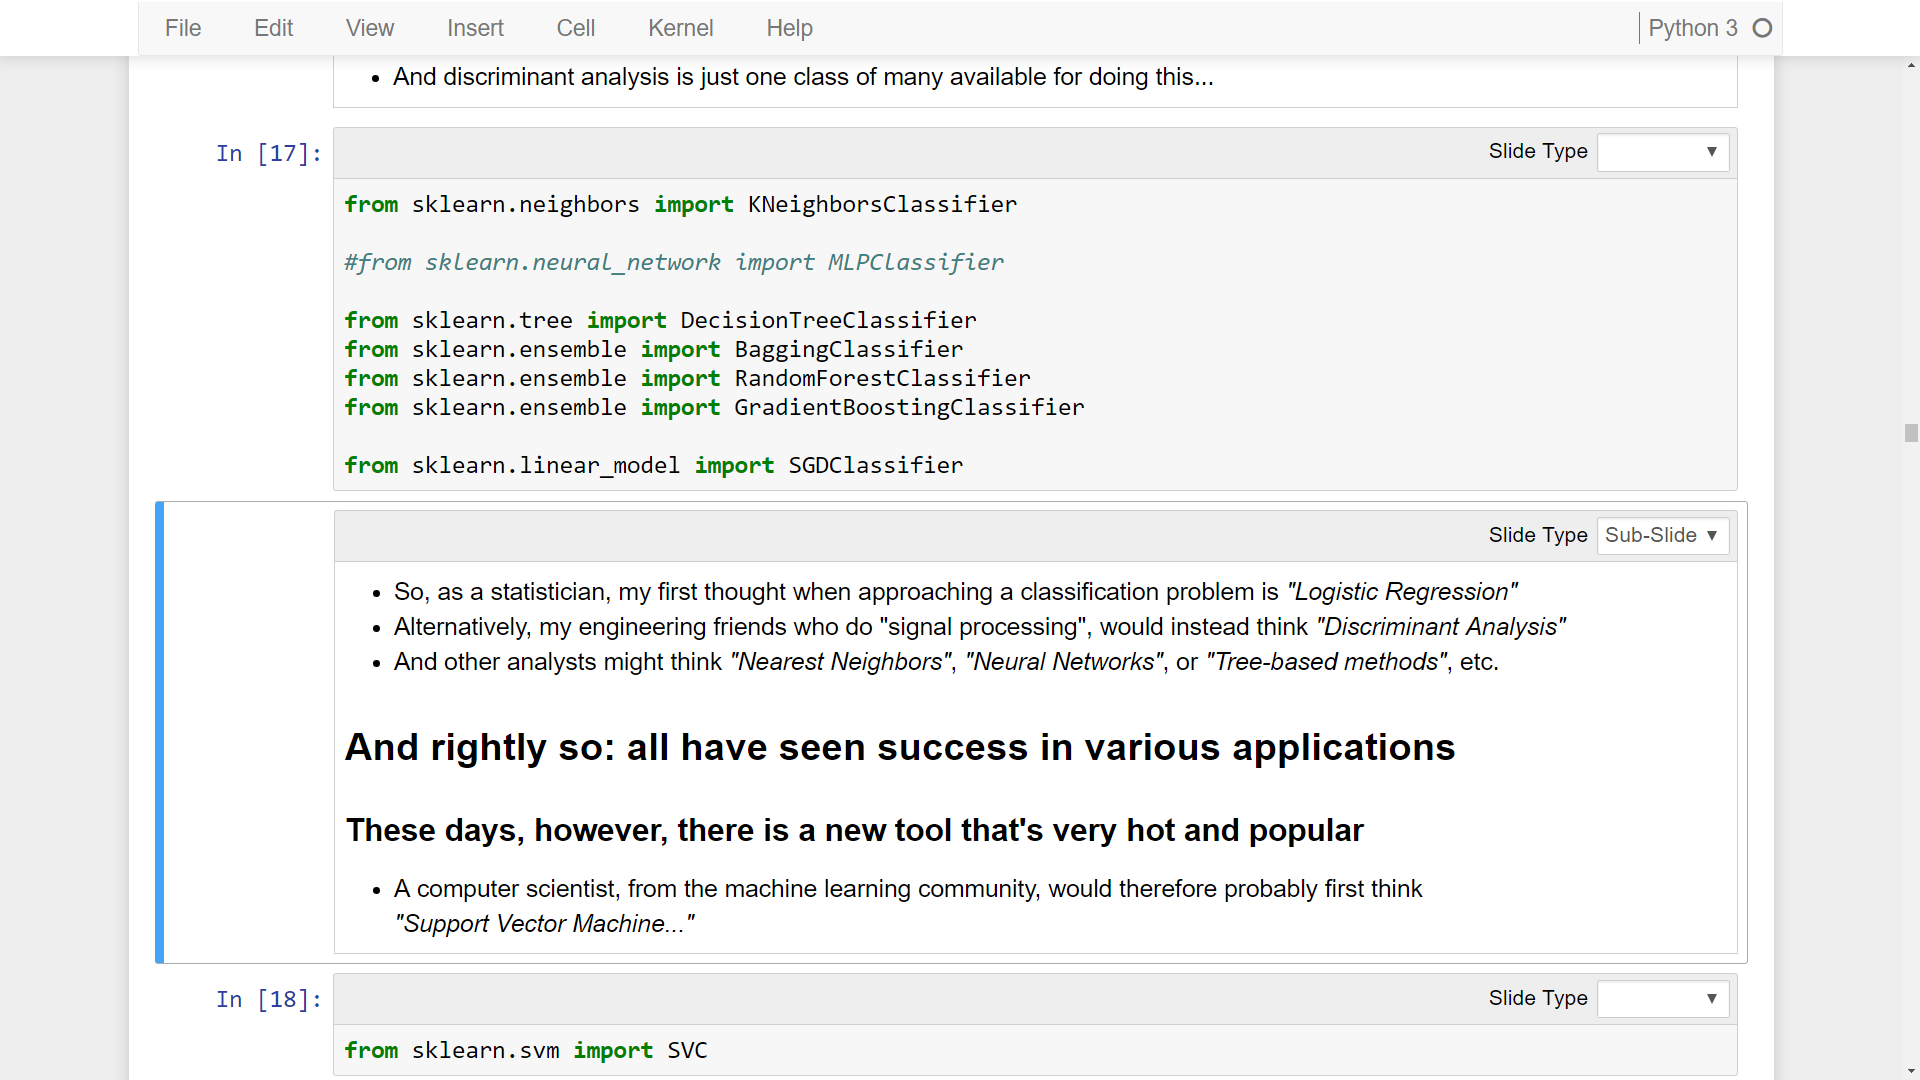 File Edit View Insert Cell Kernel Help Python 3
• And discriminant analysis is just one class of many available for doing this...
In [17]:
Slide Type
from sklearn.neighbors import KNeighborsClassifier
#from sklearn.neural_network import MLPClassifier
from sklearn.tree import DecisionTreeClassifier
from sklearn.ensemble import BaggingClassifier
from sklearn.ensemble import RandomForestClassifier
from sklearn.ensemble import GradientBoostingClassifier
from sklearn.linear_model import SGDClassifier
Slide Type Sub-Slide
• So, as a statistician, my first thought when approaching a classification problem is "Logistic Regression"
• Alternatively, my engineering friends who do "signal processing", would instead think "Discriminant Analysis"
• And other analysts might think "Nearest Neighbors", "Neural Networks", or "Tree-based methods", etc.
And rightly so: all have seen success in various applications
These days, however, there is a new tool that's very hot and popular
• A computer scientist, from the machine learning community, would therefore probably first think
"Support Vector Machine..."
In [18]:
Slide Type
from sklearn.svm import SVC